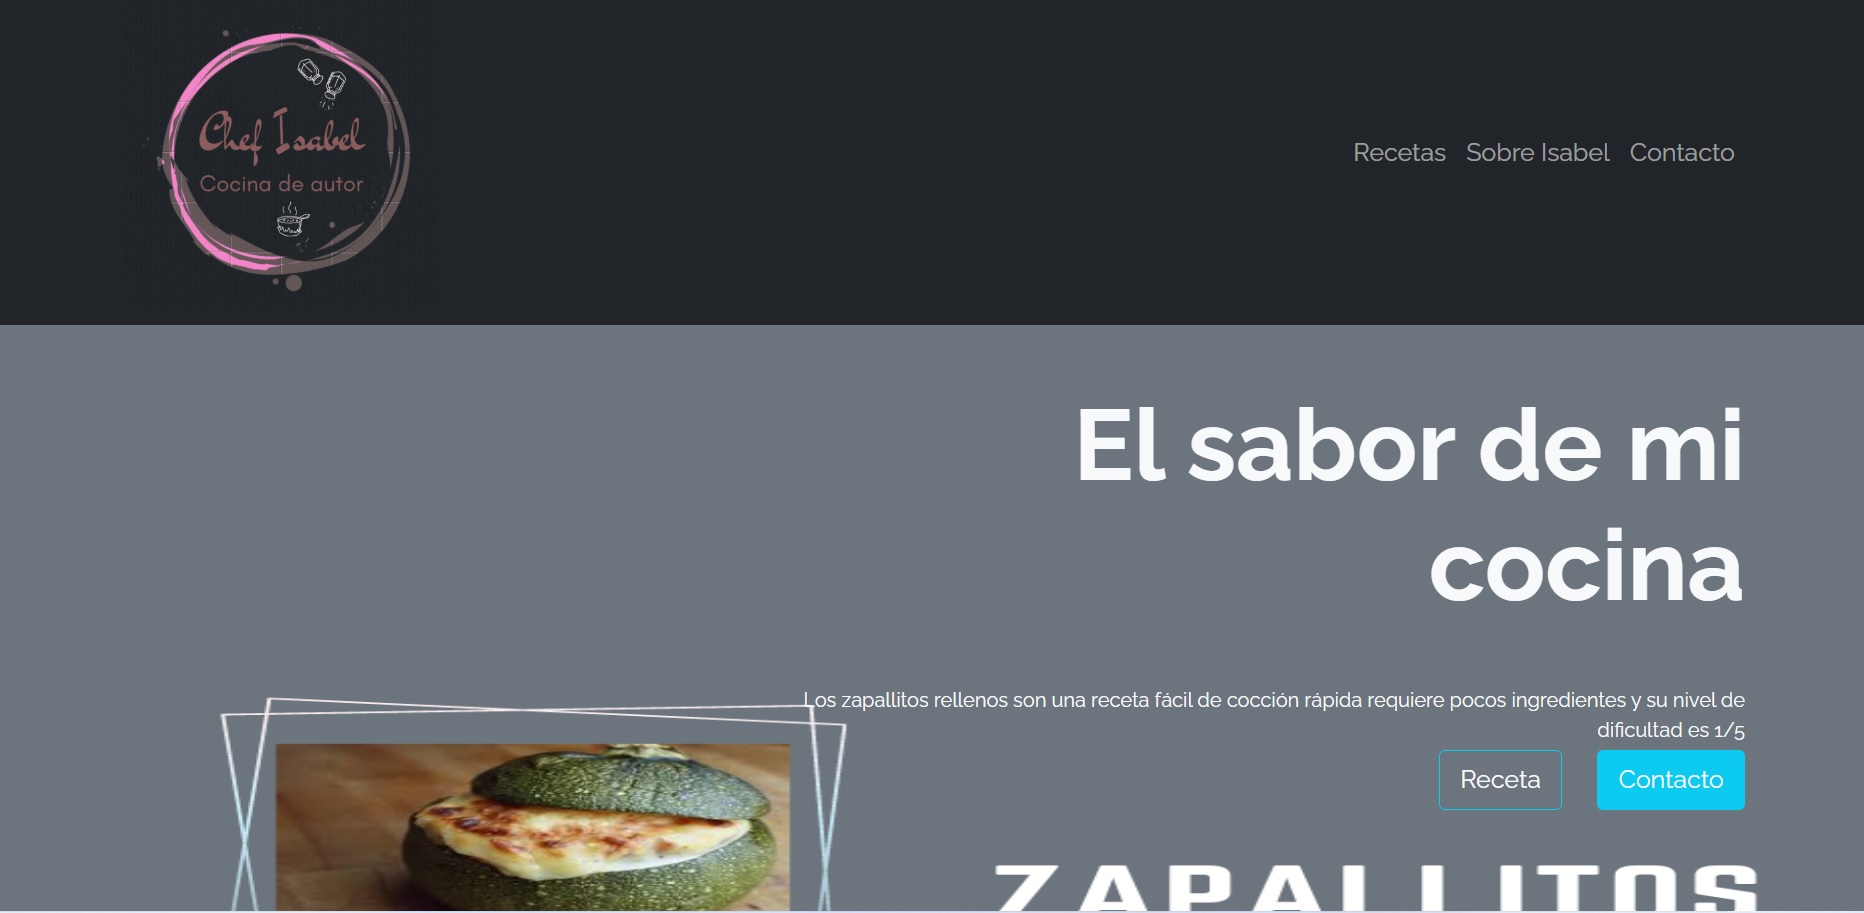 Chef Isabel
Cocina de autor
Recetas Sobre Isabel Contacto
El sabor de mi
cocina
Los zapallitos rellenos son una receta fácil de cocción rápida requiere pocos ingredientes y su nivel de
dificultad es 1/5
Receta Contacto
ZAPALLITOS